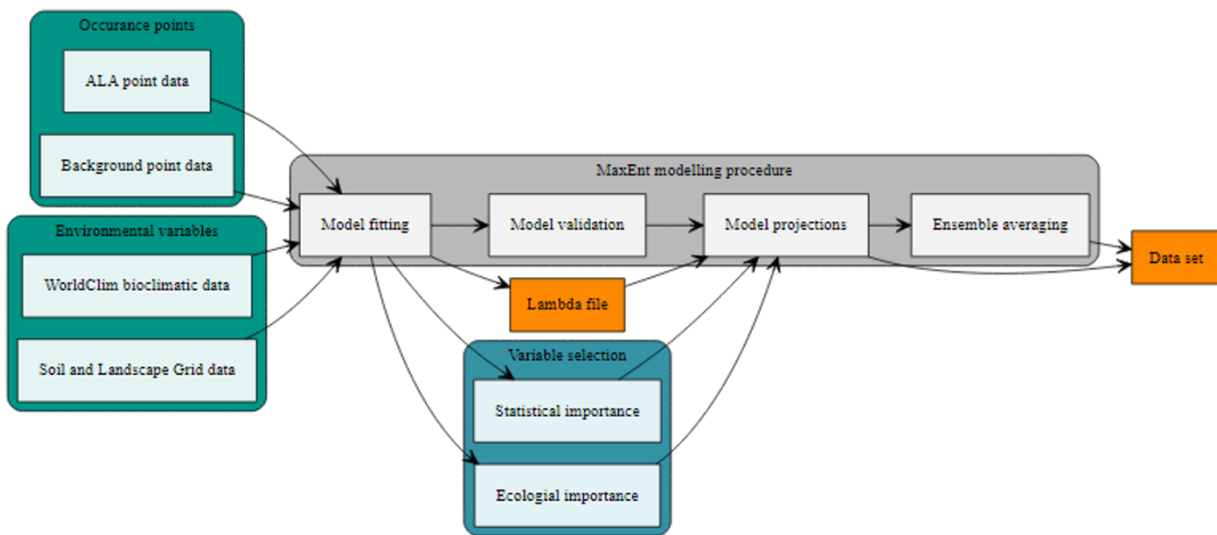 Occurance points
ALA point data
Background point data
Environmental variables
WorldClim bioclimatic data
Soil and Landscape Grid data
MaxEnt modelling procedure
Model fitting
Model validation
Model projections
Ensemble averaging
Lambda file
Variable selection
Statistical importance
Ecologial importance
Data set